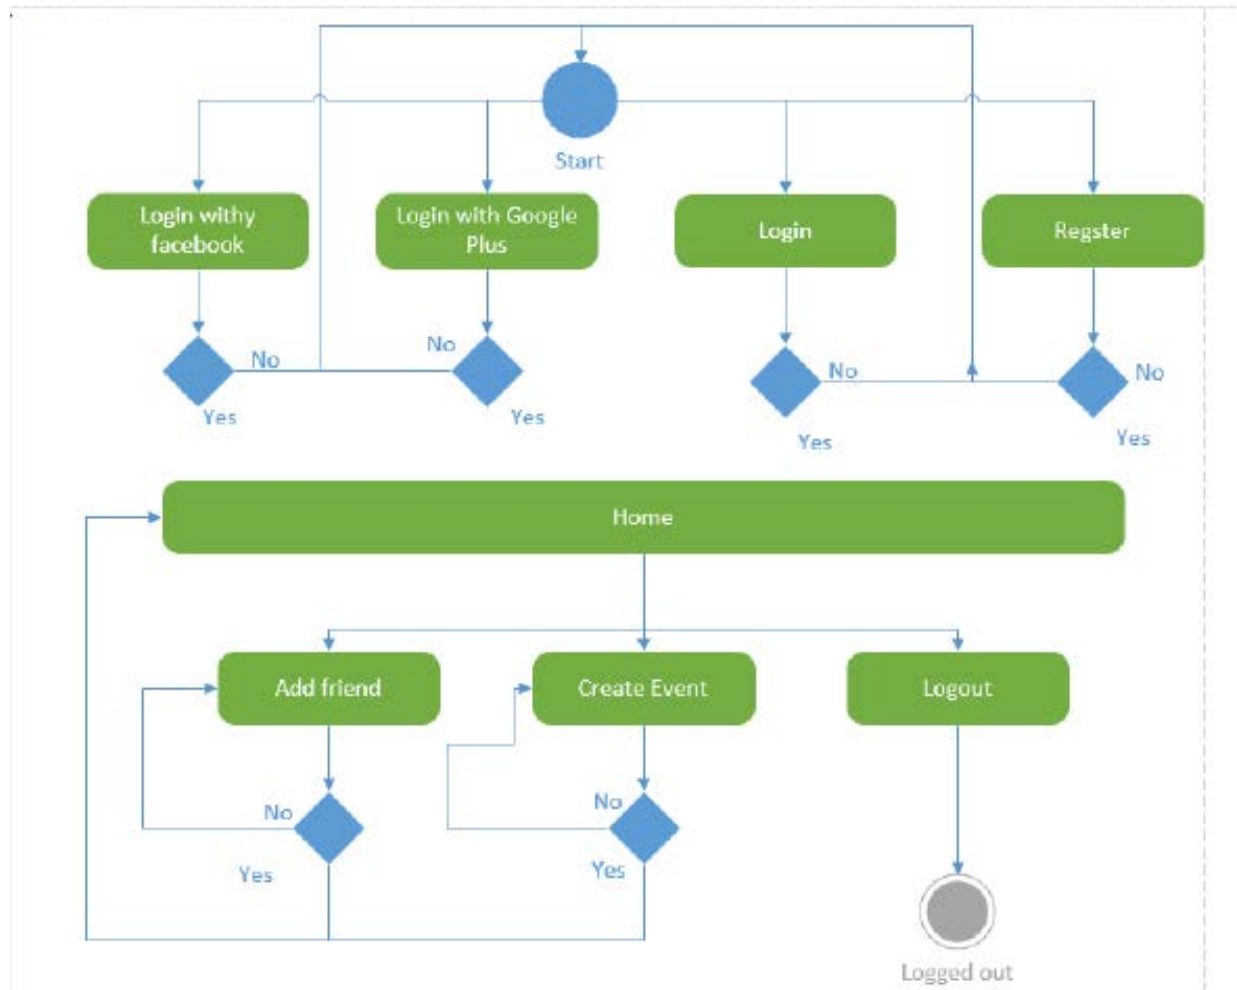 Start
Login withy
facebook
Login with Google
Plus
Login
Regster
No
No
No
No
Yes
Yes
Yes
Yes
Home
Add friend
Create Event
Logout
No
No
Yes
Yes
Logged out